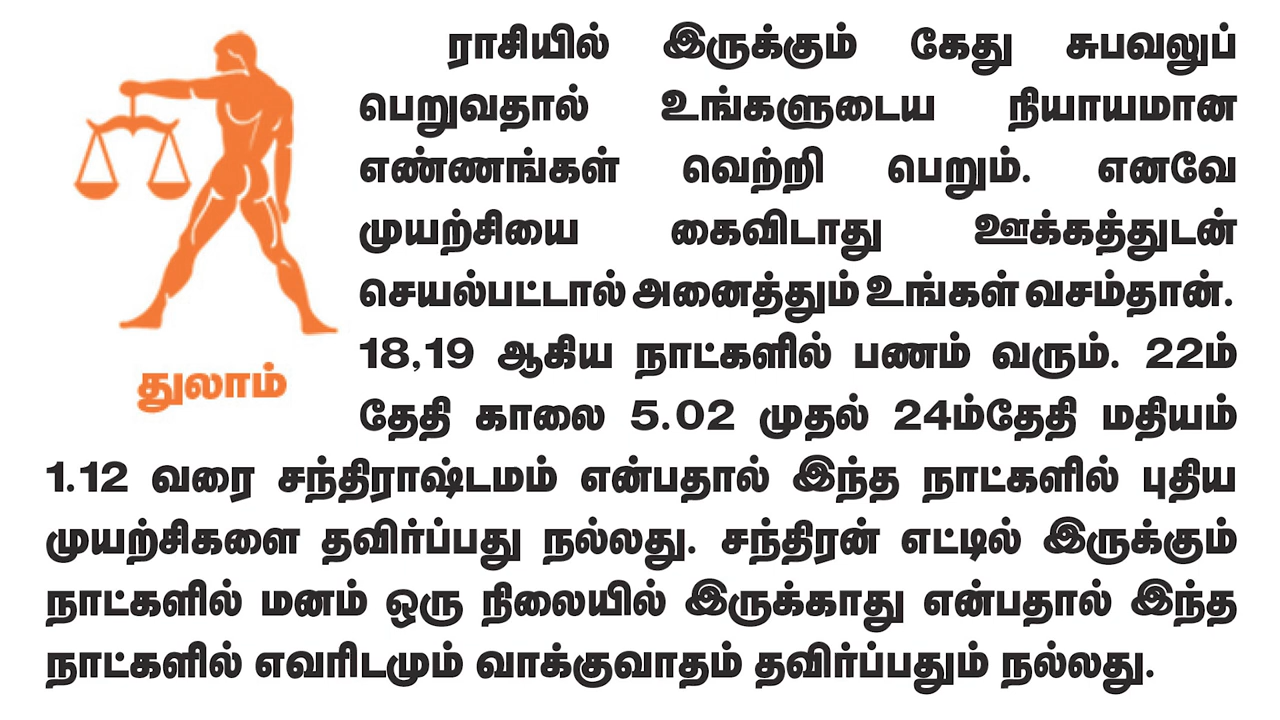 ராசியில் இருக்கும் கேது சுபவலுப்
பெறுவதால் உங்களுடைய நியாயமான
எண்ணங்கள் வெற்றி பெறும். எனவே
முயற்சியை கைவிடாது ஊக்கத்துடன்
செயல்பட்டால் அனைத்தும் உங்கள் வசம்தான்.
18,19 ஆகிய நாட்களில் பணம் வரும். 22ம்
தேதி காலை 5.02 முதல் 24ம்தேதி மதியம்
1.12 வரை சந்திராஷ்டமம் என்பதால் இந்த நாட்களில் புதிய
முயற்சிகளை தவிர்ப்பது நல்லது. சந்திரன் எட்டில் இருக்கும்
நாட்களில் மனம் ஒரு நிலையில் இருக்காது என்பதால் இந்த
நாட்களில் எவரிடமும் வாக்குவாதம் தவிர்ப்பதும் நல்லது.
துலாம்